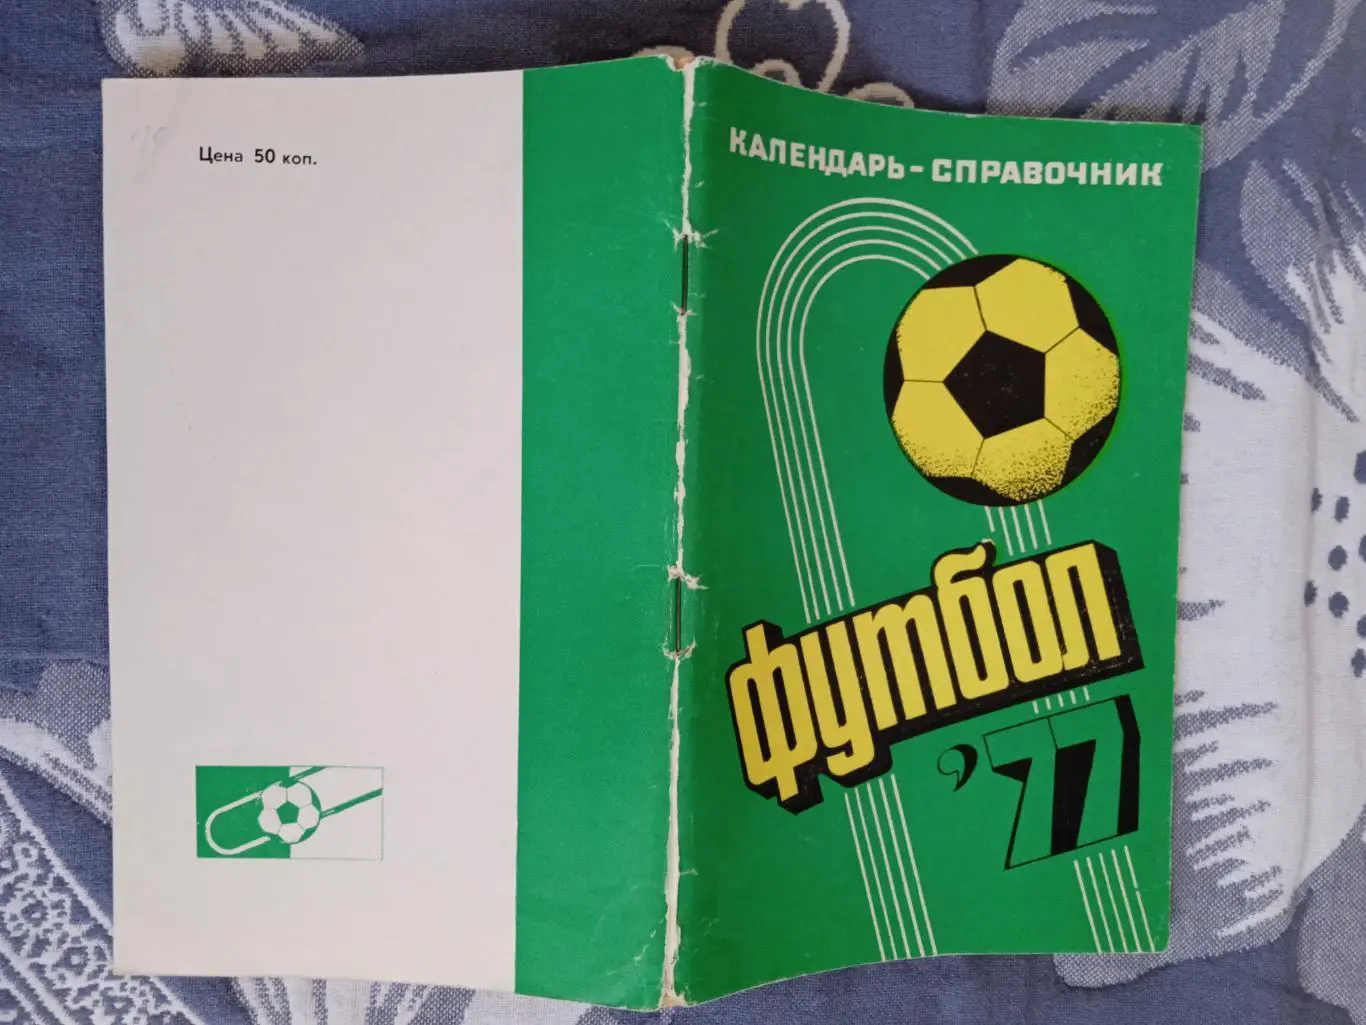 Цена 50 коп.
КАЛЕНДАРЬ-СПРАВОЧНИК
футбол
'77